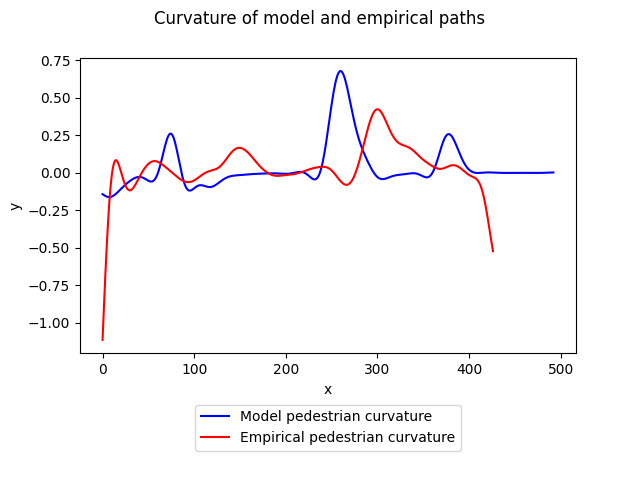 Curvature of model and empirical paths
0.75
0.50
0.25
0.00
−0.25
−0.50
−0.75
−1.00
y
0 100 200 300 400 500
x
Model pedestrian curvature
Empirical pedestrian curvature